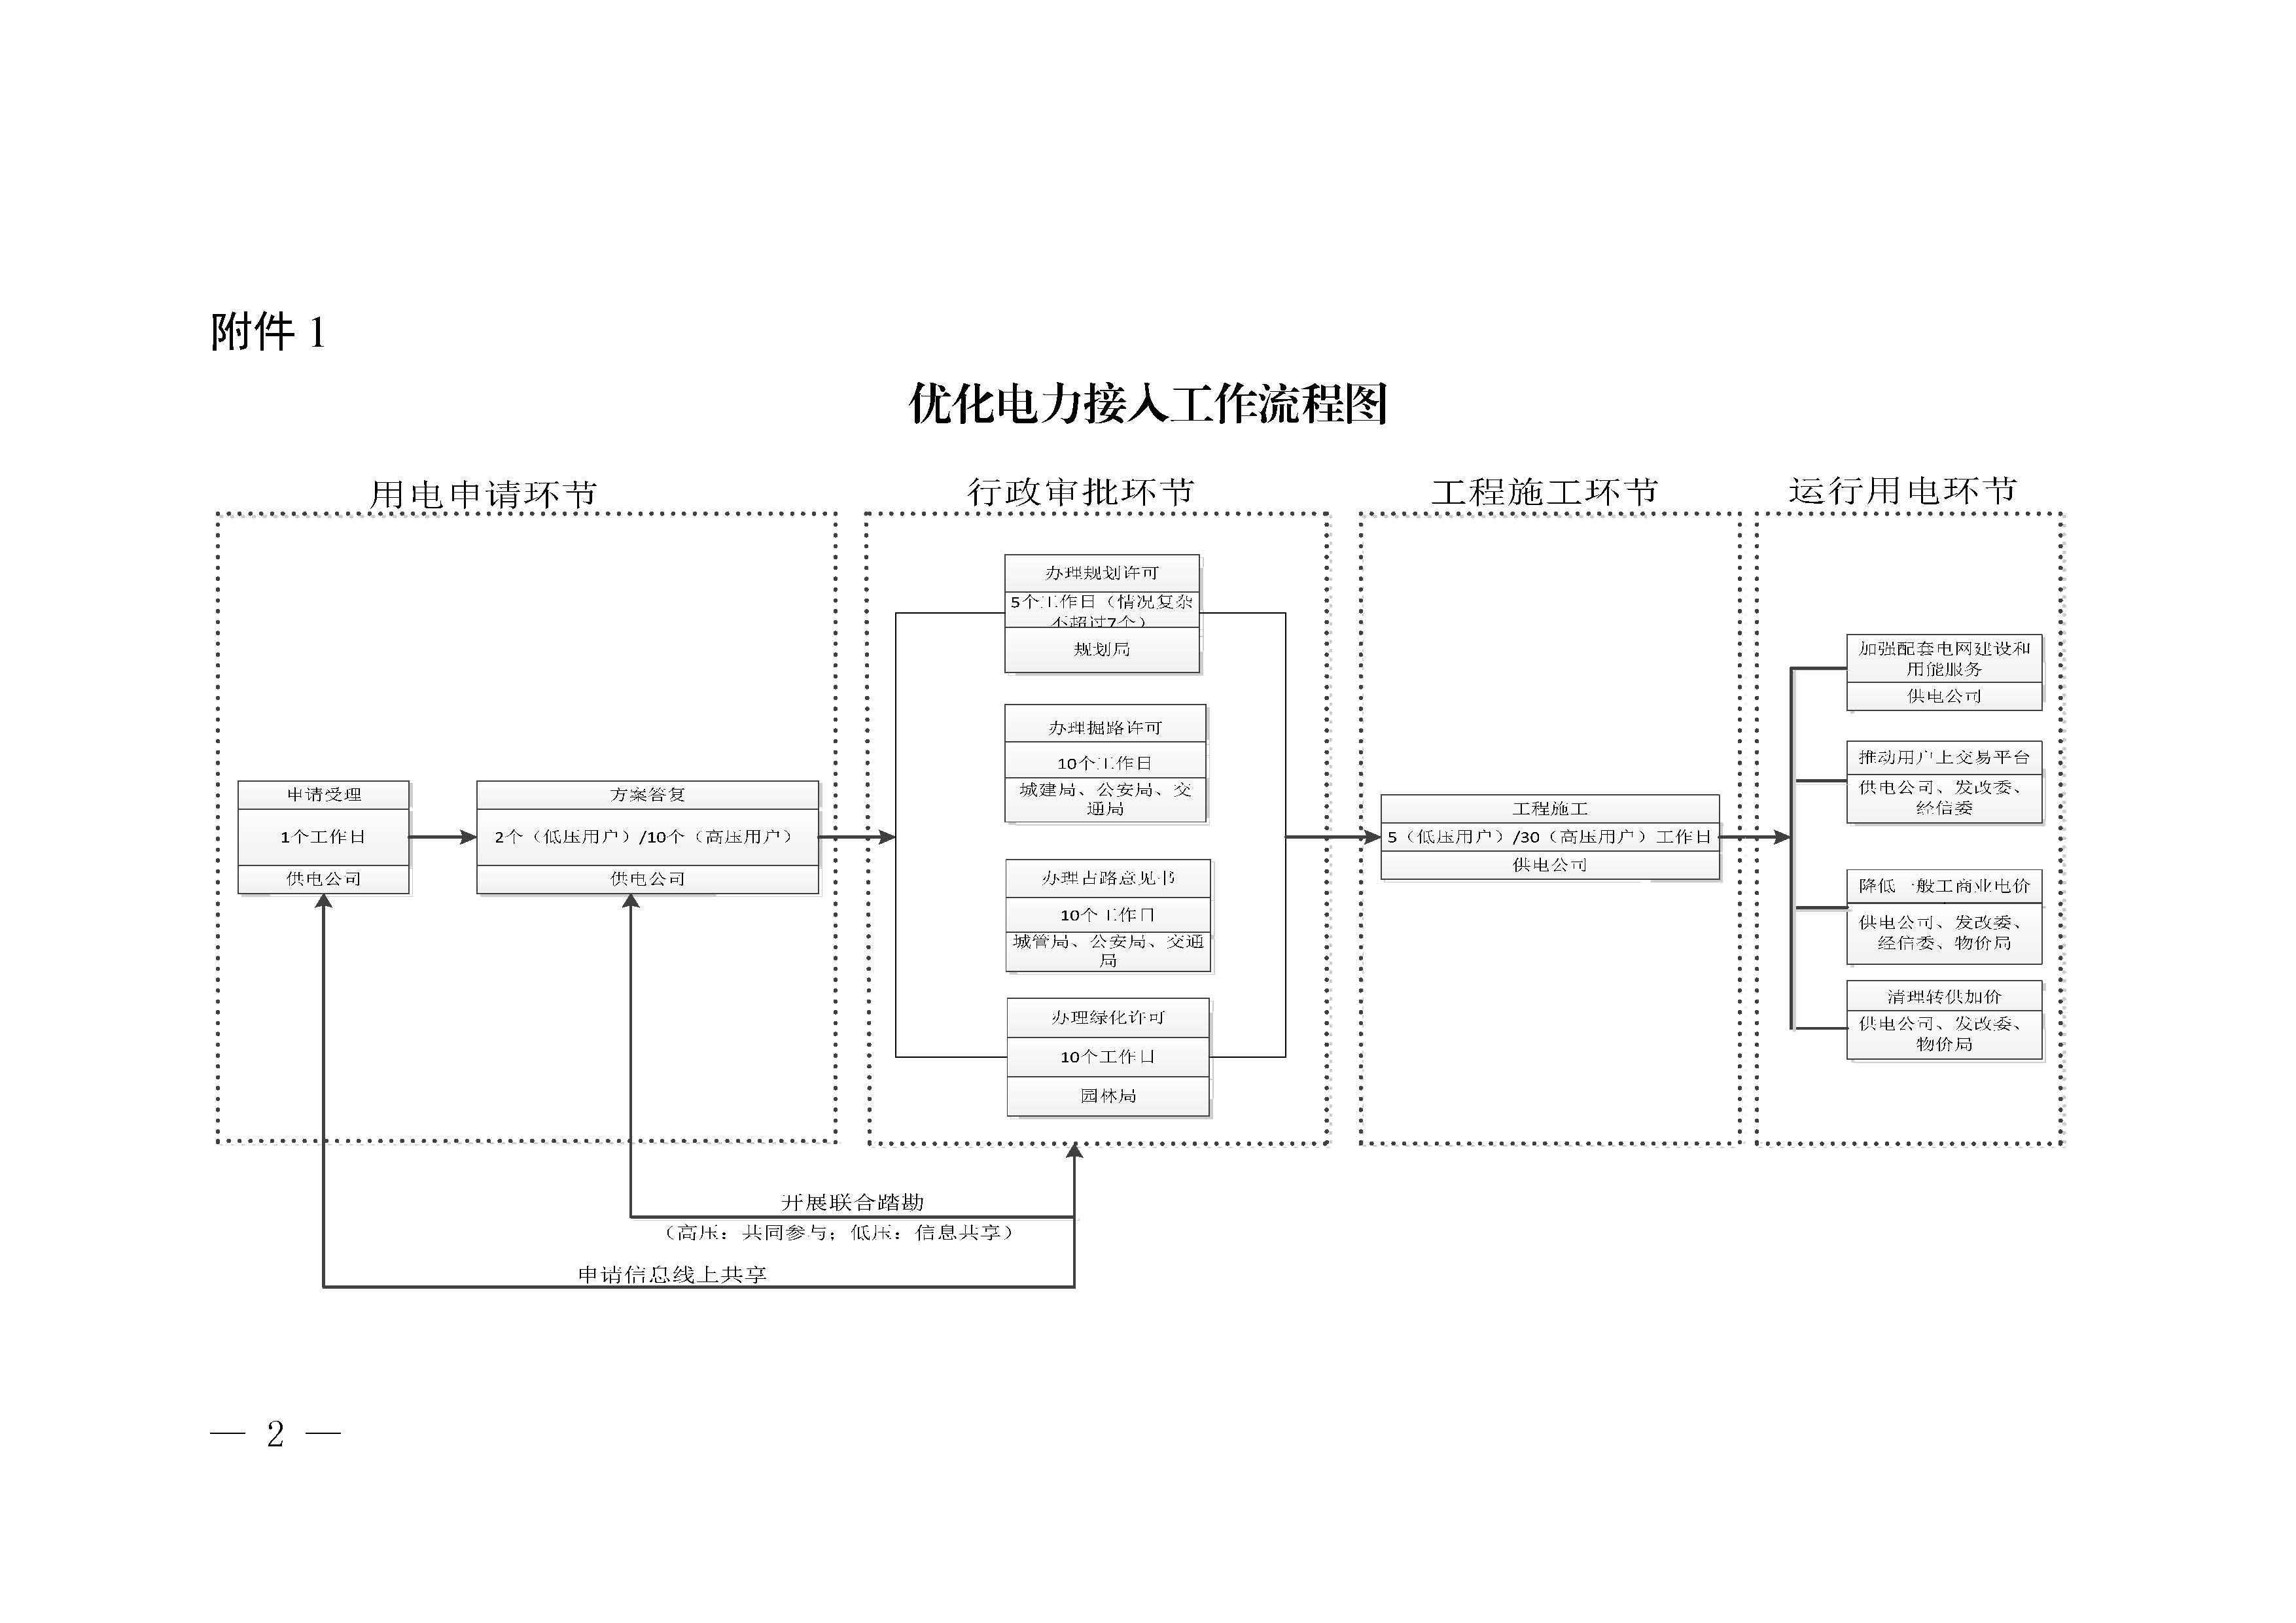 附件 1
优化电力接入工作流程图
用电申请环节
行政审批环节
工程施工环节
运行用电环节
申请受理
1个工作日
供电公司
方案答复
2个（低压用户）/10个（高压用户）
供电公司
办理规划许可
5个工作日（情况复杂
不超过7个）
规划局
办理掘路许可
10个工作日
城建局、公安局、交
通局
办理占路意见书
10个工作日
城管局、公安局、交通
局
办理绿化许可
10个工作日
园林局
工程施工
5（低压用户）/30（高压用户）工作日
供电公司
加强配套电网建设和
用能服务
供电公司
推动用户上交易平台
供电公司、发改委、
经信委
降低一般工商业电价
供电公司、发改委、
经信委、物价局
清理转供加价
供电公司、发改委、
物价局
开展联合踏勘
（高压：共同参与；低压：信息共享）
申请信息线上共享
— 2 —